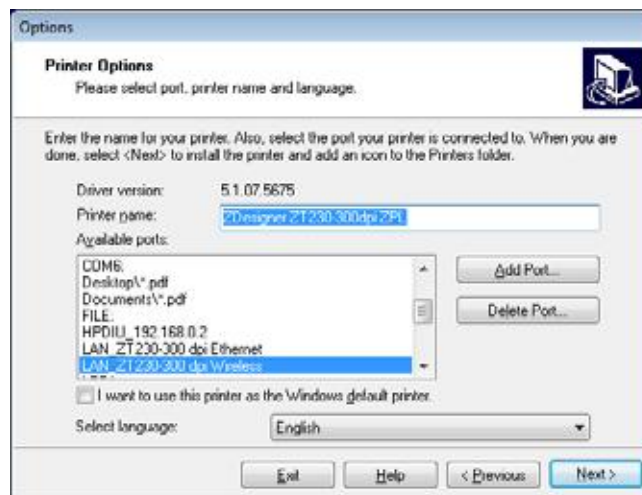 Options
Printer Options
Please select port, printer name and language.
Enter the name for your printer. Also, select the port your printer is connected to. When you are
done, select <Next> to install the printer and add an icon to the Printers folder.
Driver version: 5.1.07.5675
Printer name: ZDesigner ZT230-300dpi ZPL
Available ports:
COM6:
Desktop\*.pdf
Documents\*.pdf
FILE:
HPDIU_192.168.0.2
LAN_ZT230-300 dpi Ethernet
LAN_ZT230-300 dpi Wireless
Add Port...
Delete Port...
I want to use this printer as the Windows default printer.
Select language: English
Exit Help < Previous Next >